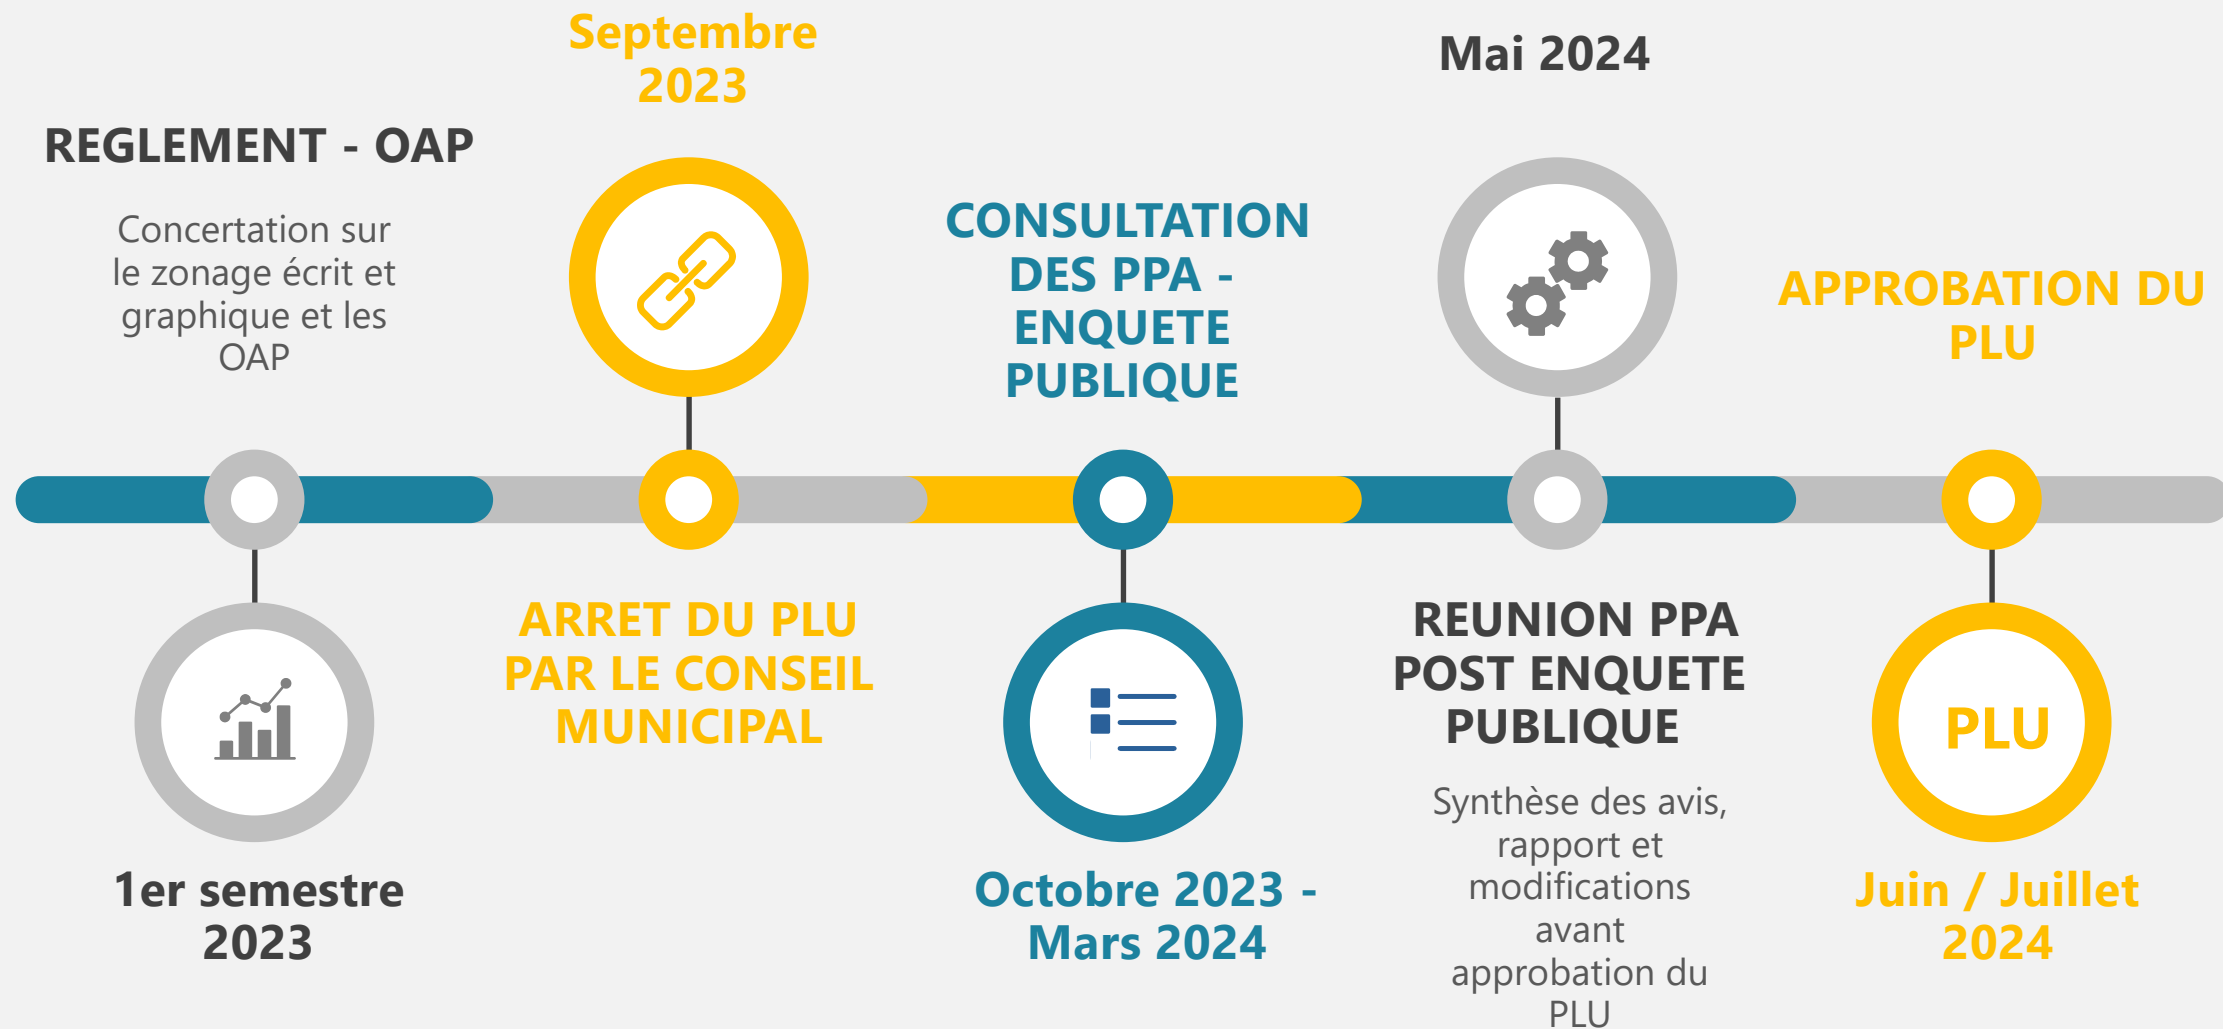 REGLEMENT - OAP
Concertation sur
le zonage écrit et
graphique et les
OAP
1er semestre
2023
Septembre
2023
ARRET DU PLU
PAR LE CONSEIL
MUNICIPAL
CONSULTATION
DES PPA -
ENQUETE
PUBLIQUE
Octobre 2023 -
Mars 2024
Mai 2024
REUNION PPA
POST ENQUETE
PUBLIQUE
Synthèse des avis,
rapport et
modifications
avant
approbation du
PLU
APPROBATION DU
PLU
PLU
Juin / Juillet
2024